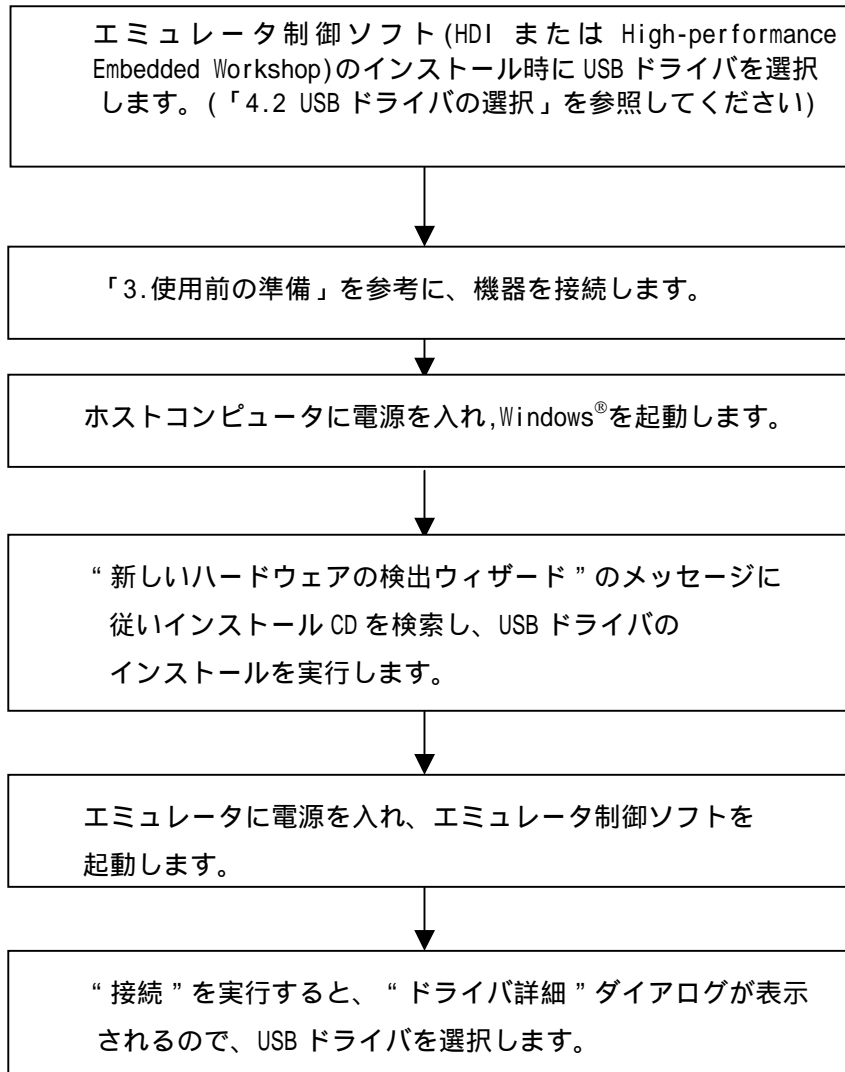 エミュレータ制御ソフト(HDI または High-performance
Embedded Workshop)のインストール時に USB ドライバを選択
します。(「4.2 USB ドライバの選択」を参照してください)
「3.使用前の準備」を参考に、機器を接続します。
ホストコンピュータに電源を入れ,Windows®を起動します。
“新しいハードウェアの検出ウィザード”のメッセージに
従いインストール CD を検索し、USB ドライバの
インストールを実行します。
エミュレータに電源を入れ、エミュレータ制御ソフトを
起動します。
“接続”を実行すると、“ドライバ詳細”ダイアログが表示
されるので、USB ドライバを選択します。